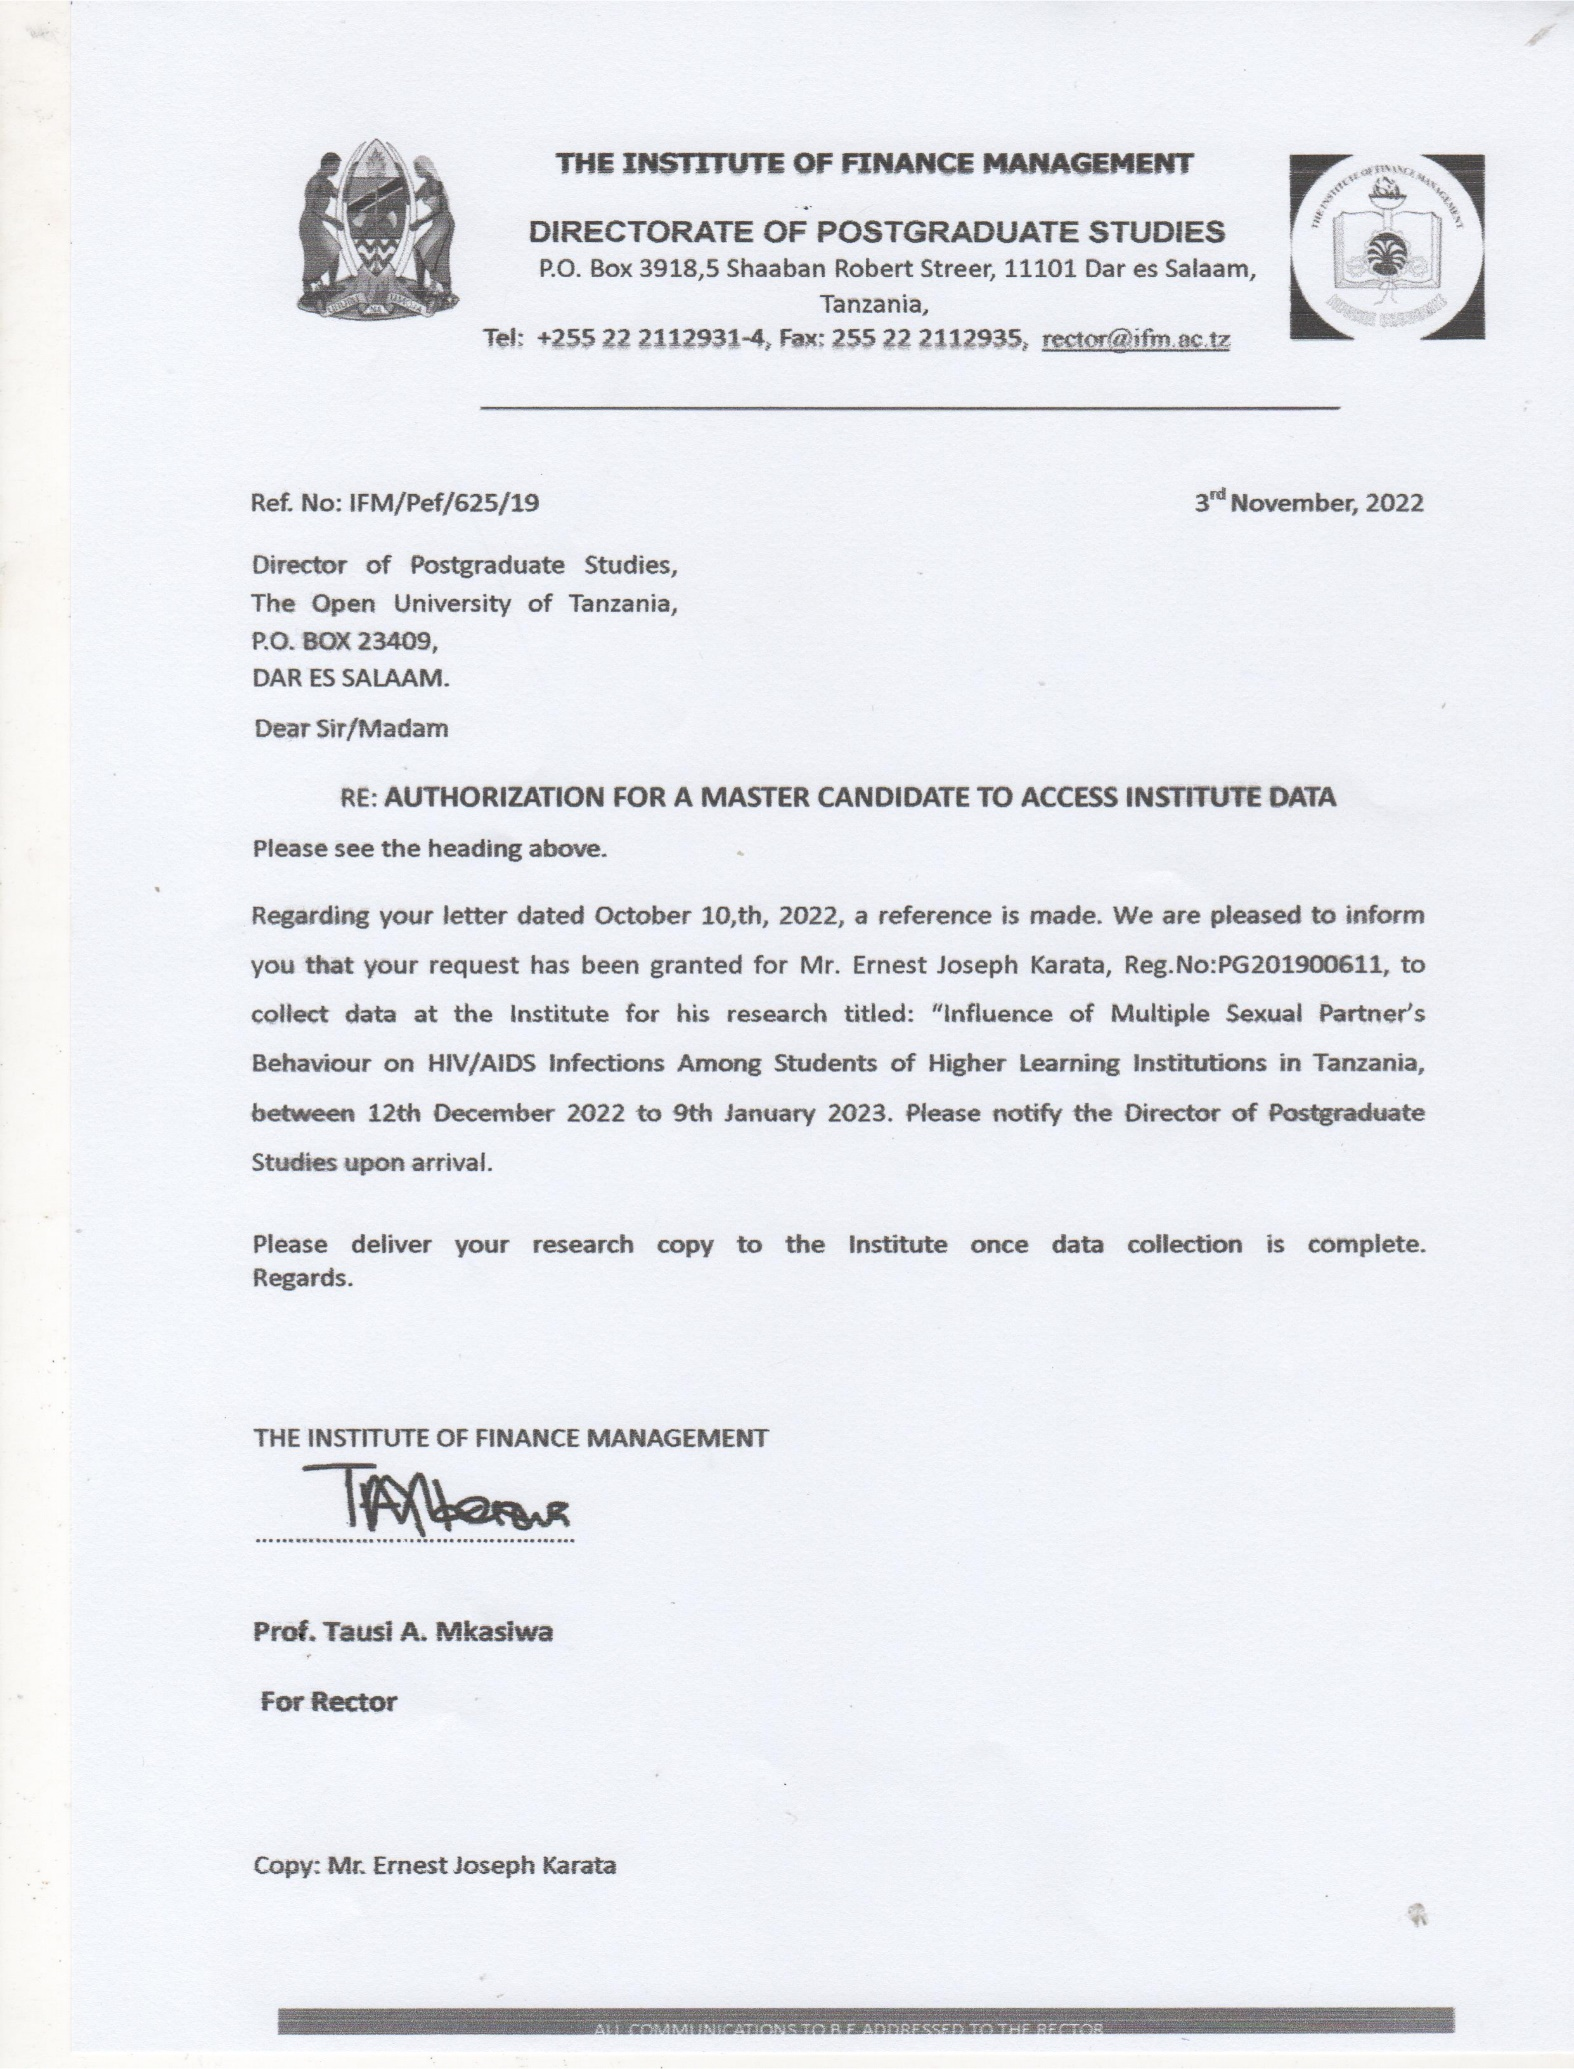 THE INSTITUTE OF FINANCE MANAGEMENT
THE INSTITUTE OF FINANCE MANAGEMENT
DIRECTORATE OF POSTGRADUATE STUDIES
P.O. Box 3918,5 Shaaban Robert Streer, 11101 Dar es Salaam,
Tanzania,
Tel: +255 22 2112931-4, Fax: 255 22 2112935, rector@ifm.ac.tz
Ref. No: IFM/Pef/625/19 3rd November, 2022
Director of Postgraduate Studies,
The Open University of Tanzania,
P.O. BOX 23409,
DAR ES SALAAM.
Dear Sir/Madam
RE: AUTHORIZATION FOR A MASTER CANDIDATE TO ACCESS INSTITUTE DATA
Please see the heading above.
Regarding your letter dated October 10,th, 2022, a reference is made. We are pleased to inform
you that your request has been granted for Mr. Ernest Joseph Karata, Reg.No:PG201900611, to
collect data at the Institute for his research titled: "Influence of Multiple Sexual Partner's
Behaviour on HIV/AIDS Infections Among Students of Higher Learning Institutions in Tanzania,
between 12th December 2022 to 9th January 2023. Please notify the Director of Postgraduate
Studies upon arrival.
Please deliver your research copy to the Institute once data collection is complete.
Regards.
THE INSTITUTE OF FINANCE MANAGEMENT
Prof. Tausi A. Mkasiwa
For Rector
Copy: Mr. Ernest Joseph Karata
ALL COMMUNICATIONS TO B E ADDRESSED TO THE RECTOR